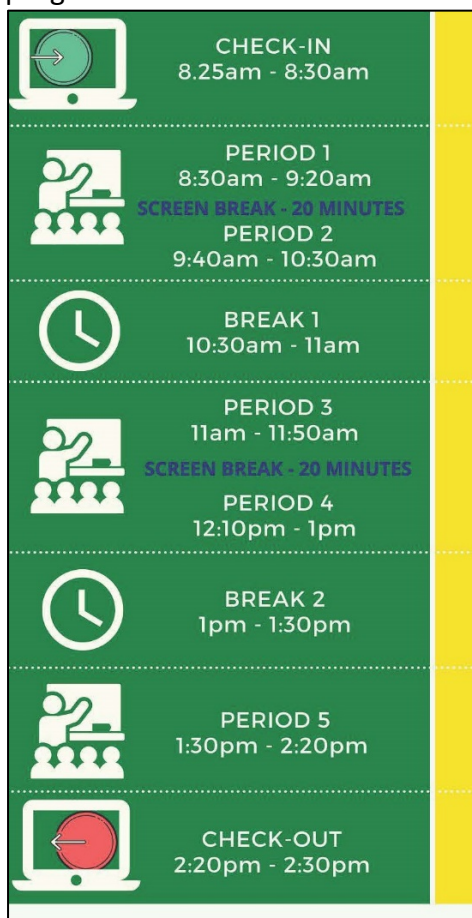 CHECK-IN
8.25am - 8:30am
PERIOD 1
8:30am - 9:20am
SCREEN BREAK - 20 MINUTES
PERIOD 2
9:40am - 10:30am
BREAK 1
10:30am - 11am
PERIOD 3
11am - 11:50am
SCREEN BREAK - 20 MINUTES
PERIOD 4
12:10pm - 1pm
BREAK 2
1pm - 1:30pm
PERIOD 5
1:30pm - 2:20pm
CHECK-OUT
2:20pm - 2:30pm